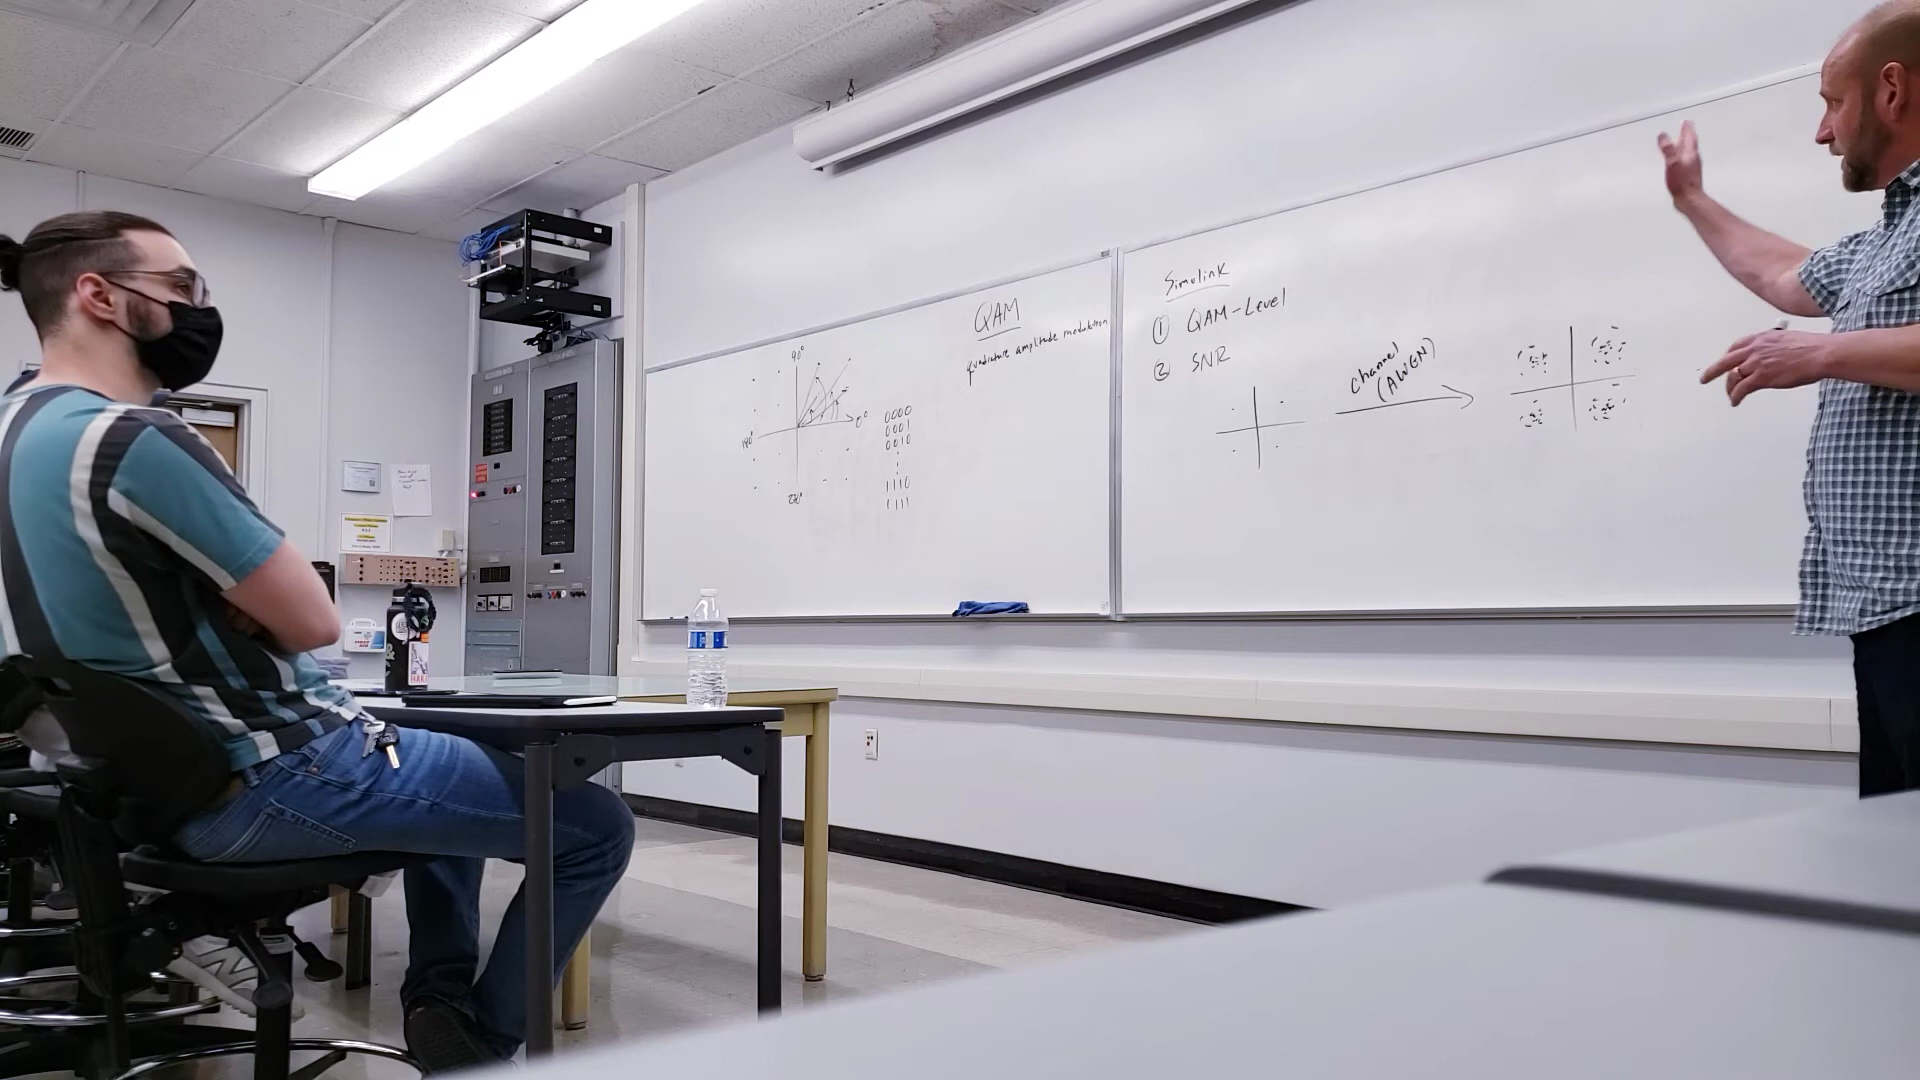 QAM
quadrature amplitude modulation
90°
0°
180°
270°
0000
0001
0010
1110
1111
Simulink
① QAM-Level
② SNR
Channel
(AWGN)